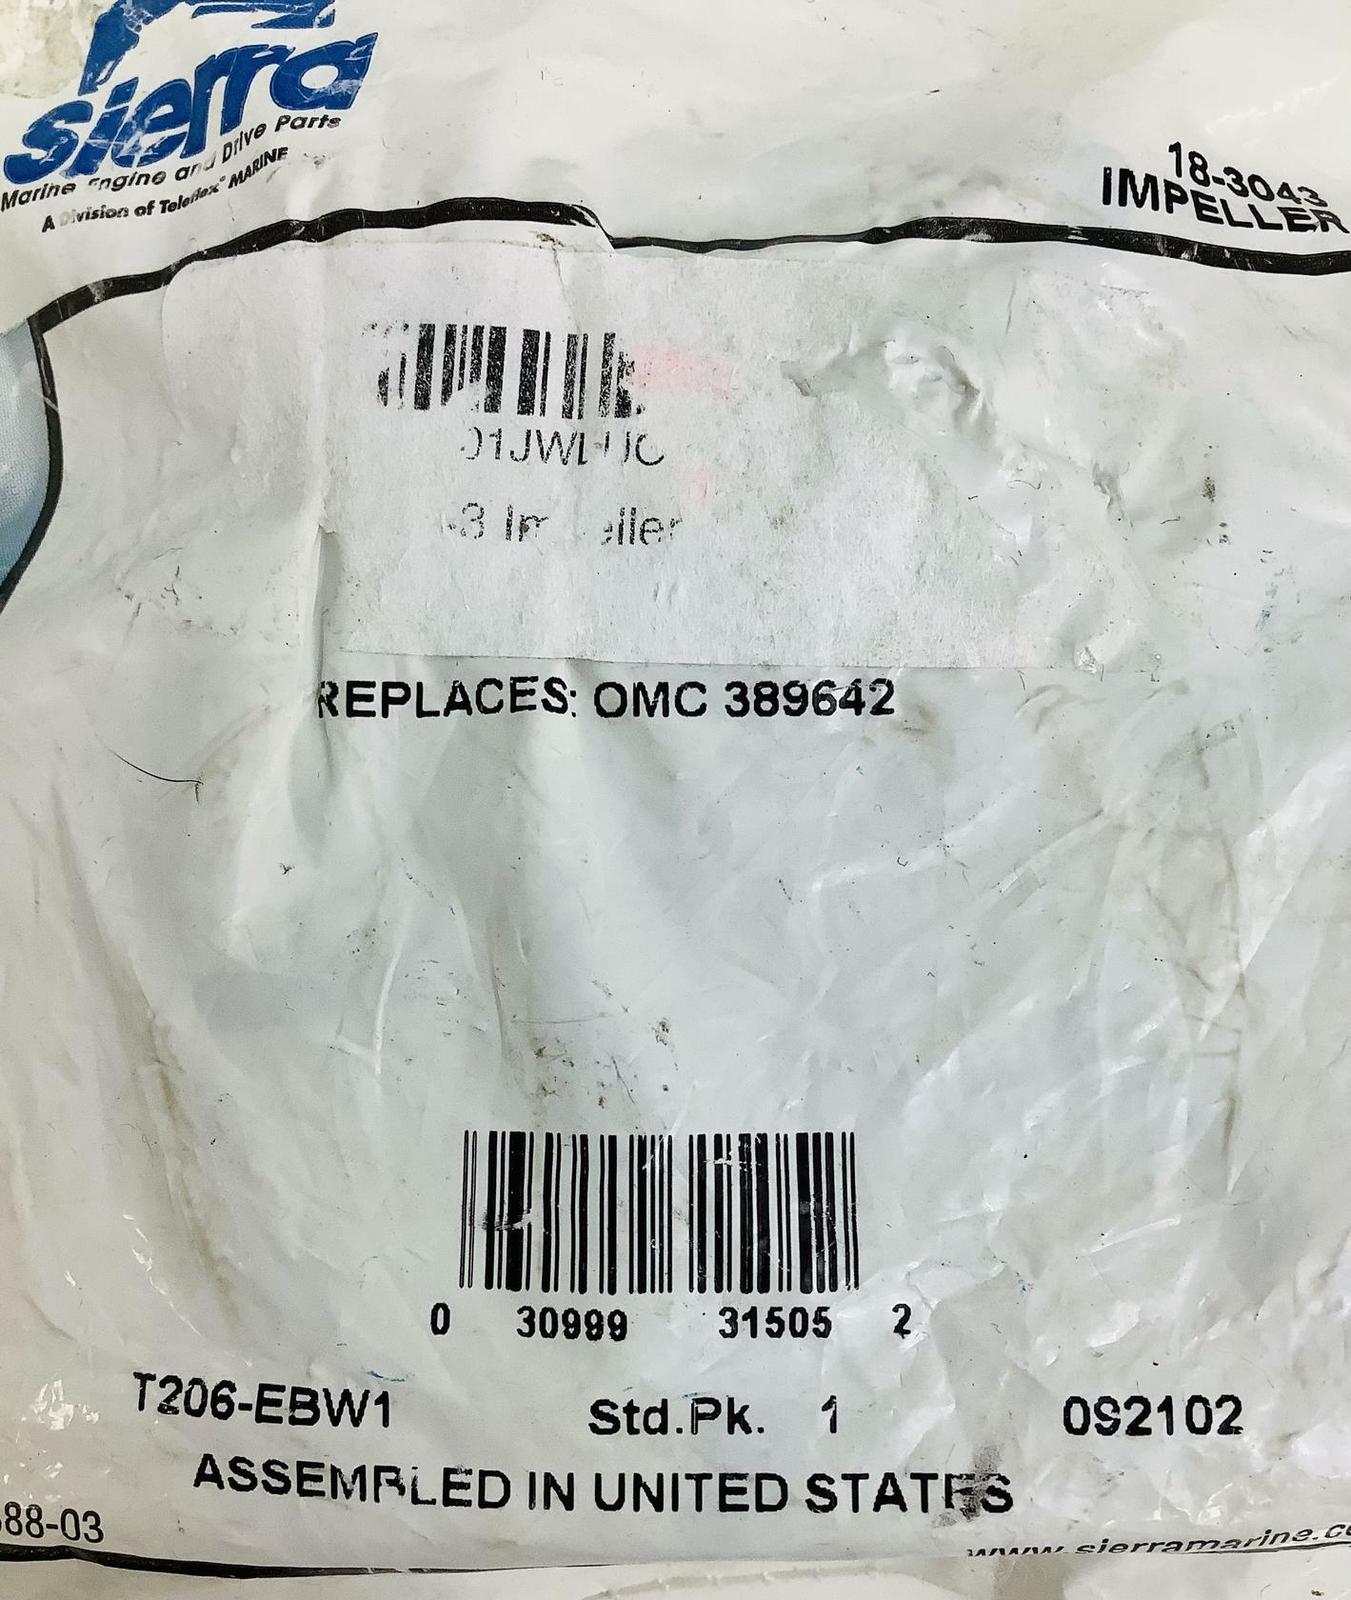 sierra
Marine Engine and Drive Parts
A Division of Teleflex® MARINE
18-3043
IMPELLER
REPLACES: OMC 389642
0 30999 31505 2
T206-EBW1 Std.Pk. 1 092102
ASSEMBLED IN UNITED STATES
88-03
www.sierramarine.co